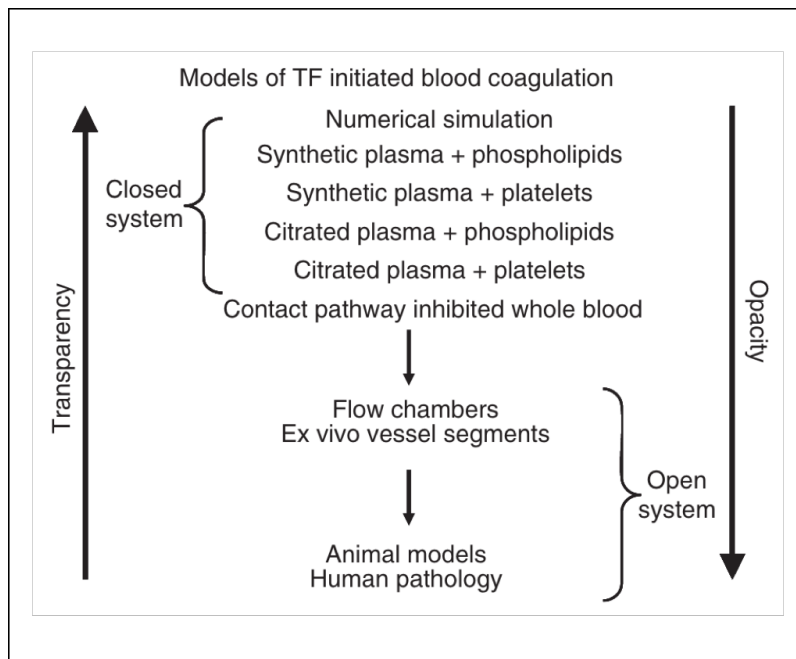 Models of TF initiated blood coagulation
Numerical simulation
Synthetic plasma + phospholipids
Closed
system
Synthetic plasma + platelets
Citrated plasma + phospholipids
Citrated plasma + platelets
Contact pathway inhibited whole blood
Transparency
Opacity
Flow chambers
Ex vivo vessel segments
Open
system
Animal models
Human pathology